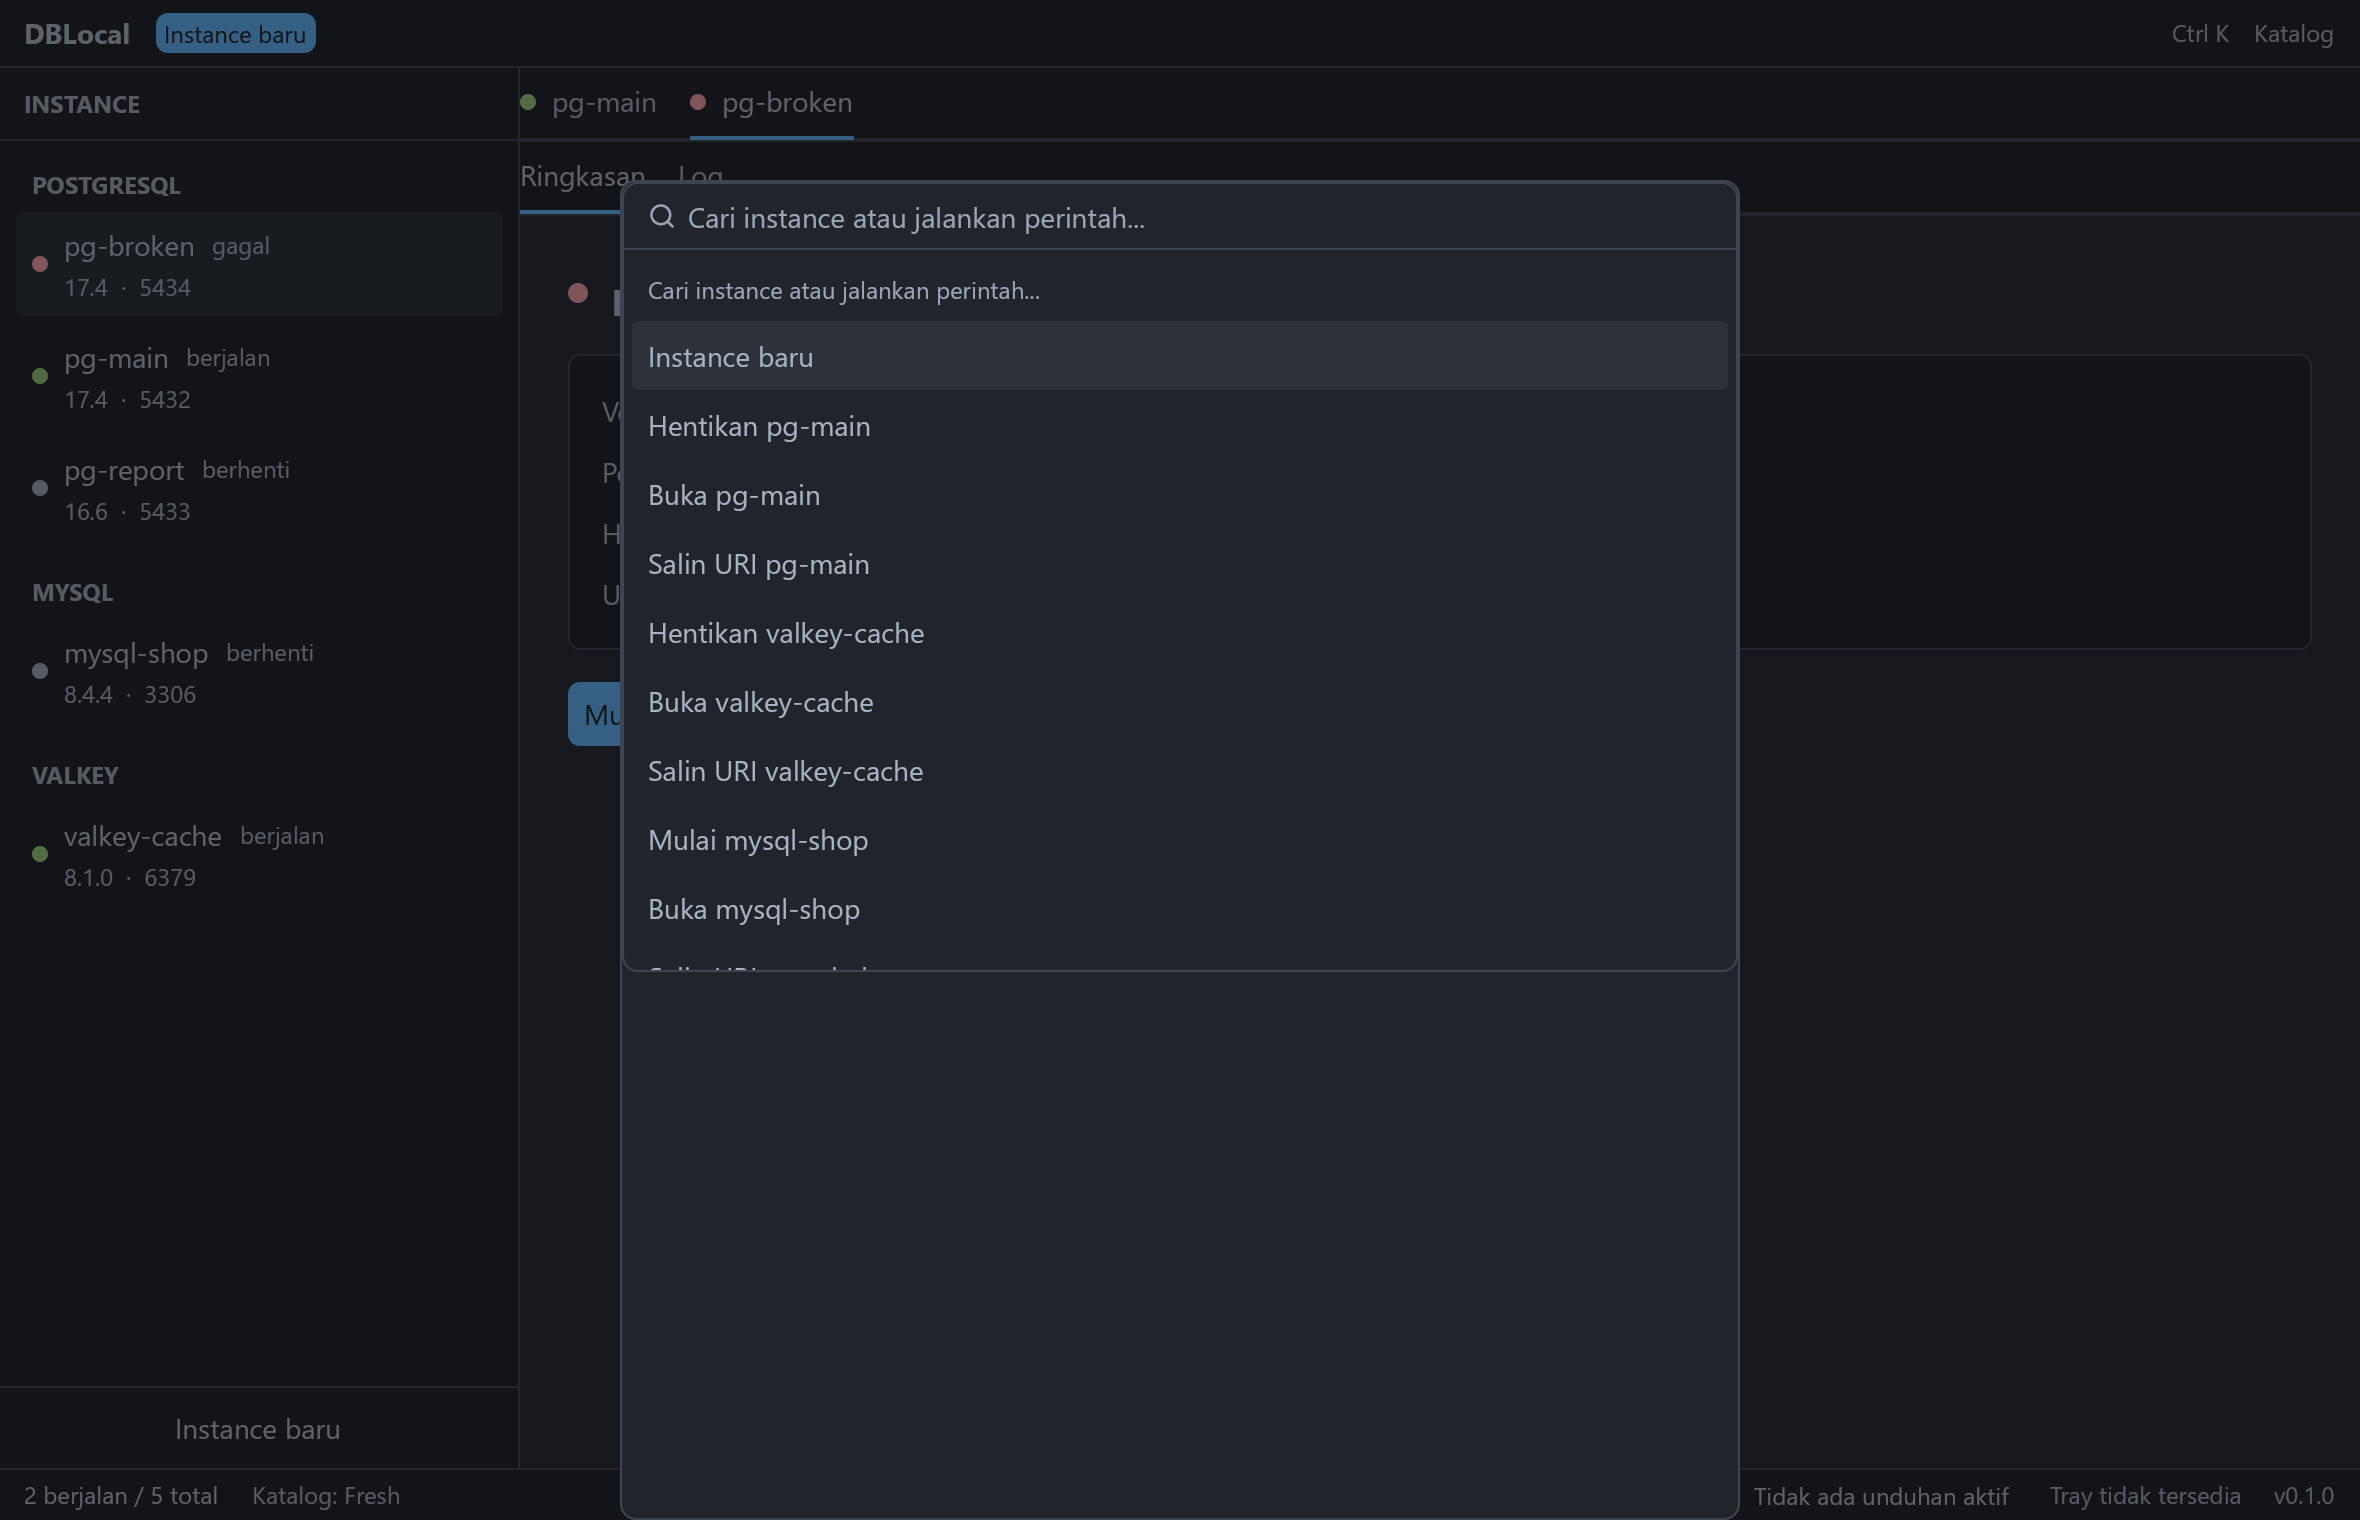 DBLocal
Instance baru
Ctrl K
Katalog
INSTANCE
POSTGRESQL
pg-broken gagal
17.4 · 5434
pg-main berjalan
17.4 · 5432
pg-report berhenti
16.6 · 5433
MYSQL
mysql-shop berhenti
8.4.4 · 3306
VALKEY
valkey-cache berjalan
8.1.0 · 6379
Instance baru
pg-main
pg-broken
Ringkasan
Log
Cari instance atau jalankan perintah...
Cari instance atau jalankan perintah...
Instance baru
Hentikan pg-main
Buka pg-main
Salin URI pg-main
Hentikan valkey-cache
Buka valkey-cache
Salin URI valkey-cache
Mulai mysql-shop
Buka mysql-shop
2 berjalan / 5 total
Katalog: Fresh
Tidak ada unduhan aktif
Tray tidak tersedia
v0.1.0